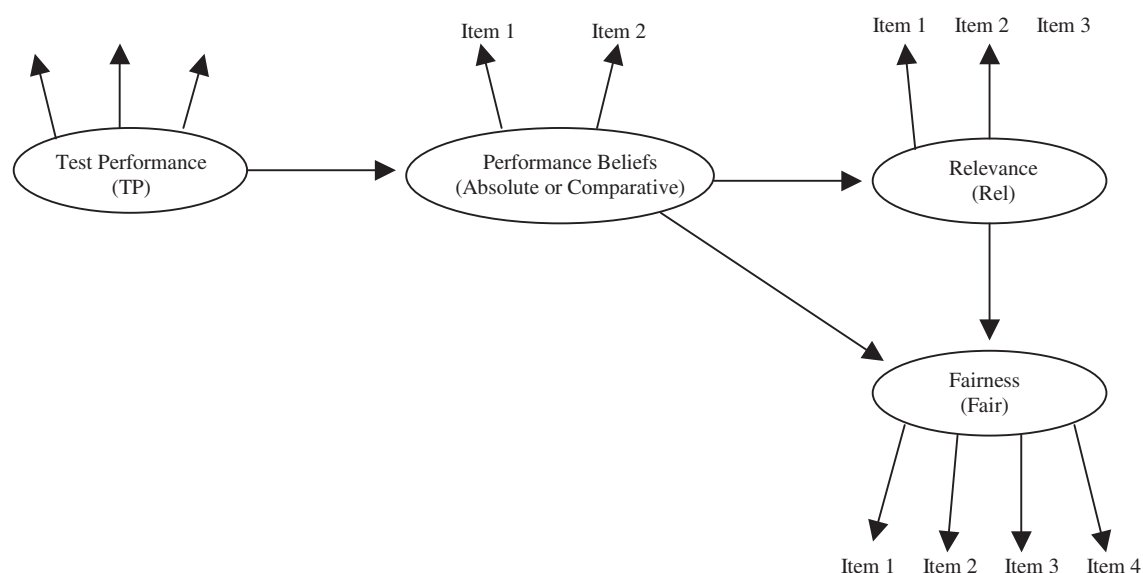 Item 1 Item 2
Item 1 Item 2 Item 3
Test Performance
(TP)
Performance Beliefs
(Absolute or Comparative)
Relevance
(Rel)
Fairness
(Fair)
Item 1 Item 2 Item 3 Item 4